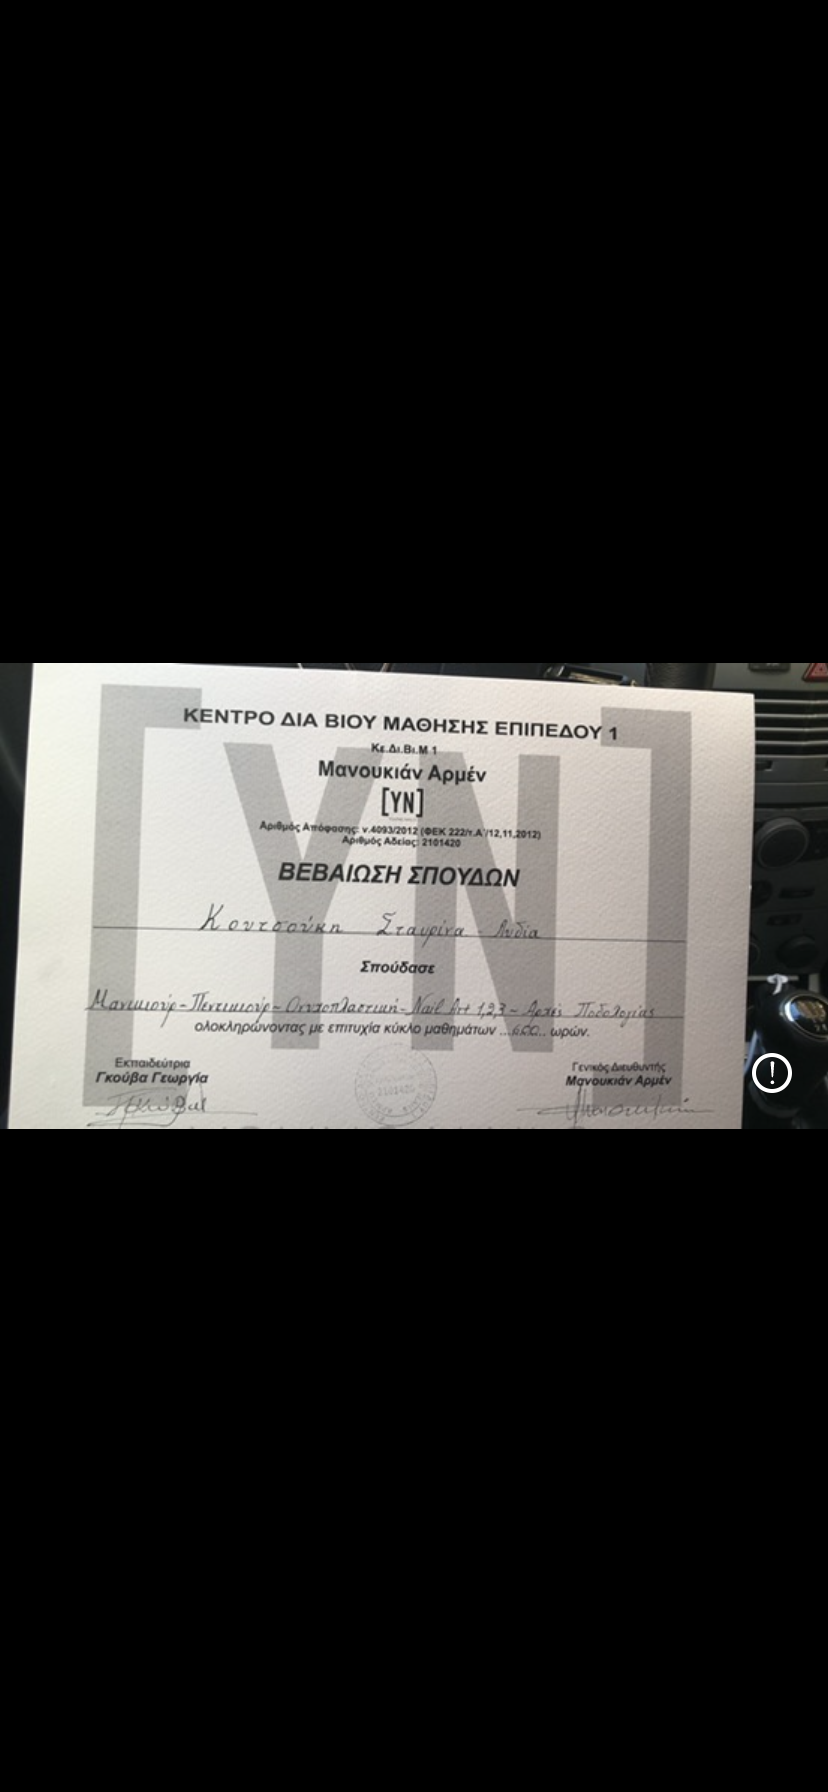 ΚΕΝΤΡΟ ΔΙΑ ΒΙΟΥ ΜΑΘΗΣΗΣ ΕΠΙΠΕΔΟΥ 1
Κε.Δι.Βι.Μ 1
Μανουκιάν Αρμέν
[YN]
Αριθμός Απόφασης: ν.4093/2012 (ΦΕΚ 222/τ.Α΄/12,11,2012)
Αριθμός Αδείας: 2101420
ΒΕΒΑΙΩΣΗ ΣΠΟΥΔΩΝ
Κουτσούκη Σταυρίνα - Λυδία
Σπούδασε
Μανικιούρ - Πεντικιούρ - Ονυχοπλαστική - Nail Art 1,2,3 - Αρχές Ποδολογίας
ολοκληρώνοντας με επιτυχία κύκλο μαθημάτων ...600.. ωρών.
Εκπαιδεύτρια
Γκούβα Γεωργία
Γενικός Διευθυντής
Μανουκιάν Αρμέν
2101420